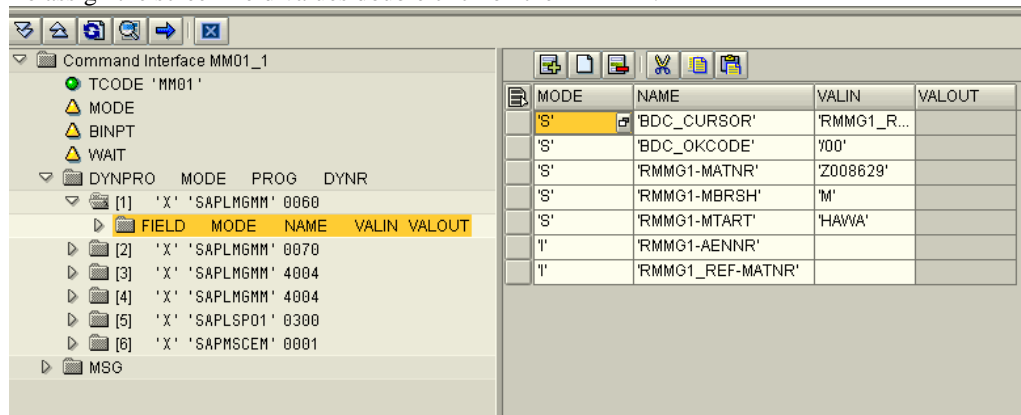 Command Interface MM01_1
TCODE 'MM01'
MODE
BINPT
WAIT
DYNPRO MODE PROG DYNR
[1] 'X' 'SAPLMGMM' 0060
FIELD MODE NAME VALIN VALOUT
[2] 'X' 'SAPLMGMM' 0070
[3] 'X' 'SAPLMGMM' 4004
[4] 'X' 'SAPLMGMM' 4004
[5] 'X' 'SAPLSPO1' 0300
[6] 'X' 'SAPMSCEM' 0001
MSG
MODE NAME VALIN VALOUT
'S' 'BDC_CURSOR' 'RMMG1_R...
'S' 'BDC_OKCODE' '/00'
'S' 'RMMG1-MATNR' 'Z008629'
'S' 'RMMG1-MBRSH' 'M'
'S' 'RMMG1-MTART' 'HAWA'
'I' 'RMMG1-AENNR'
'I' 'RMMG1_REF-MATNR'